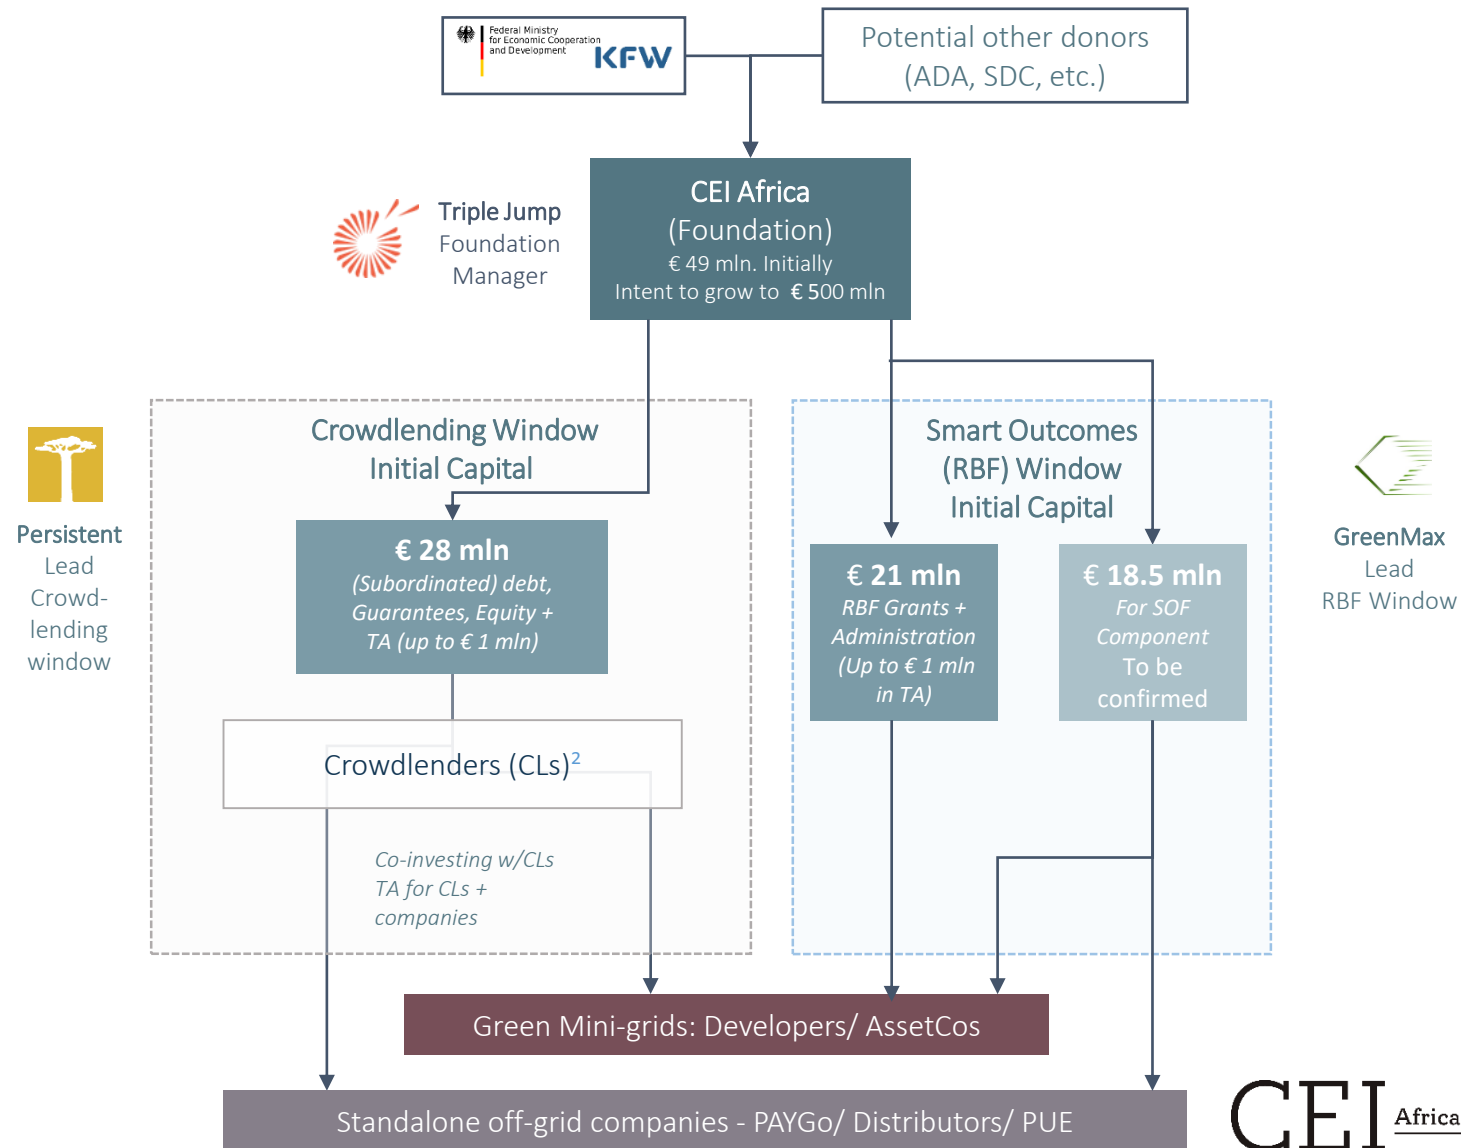 Federal Ministry
for Economic Cooperation
and Development
KFW
Potential other donors
(ADA, SDC, etc.)
CEI Africa
(Foundation)
€ 49 mln. Initially
Intent to grow to € 500 mln
Triple Jump
Foundation
Manager
Crowdlending Window
Initial Capital
Smart Outcomes
(RBF) Window
Initial Capital
Persistent
Lead
Crowd-
lending
window
€ 28 mln
(Subordinated) debt,
Guarantees, Equity +
TA (up to € 1 mln)
€ 21 mln
RBF Grants +
Administration
(Up to € 1 mln
in TA)
€ 18.5 mln
For SOF
Component
To be
confirmed
GreenMax
Lead
RBF Window
Crowdlenders (CLs)²
Co-investing w/CLs
TA for CLs +
companies
Green Mini-grids: Developers/ AssetCos
Standalone off-grid companies - PAYGo/ Distributors/ PUE
CEI Africa